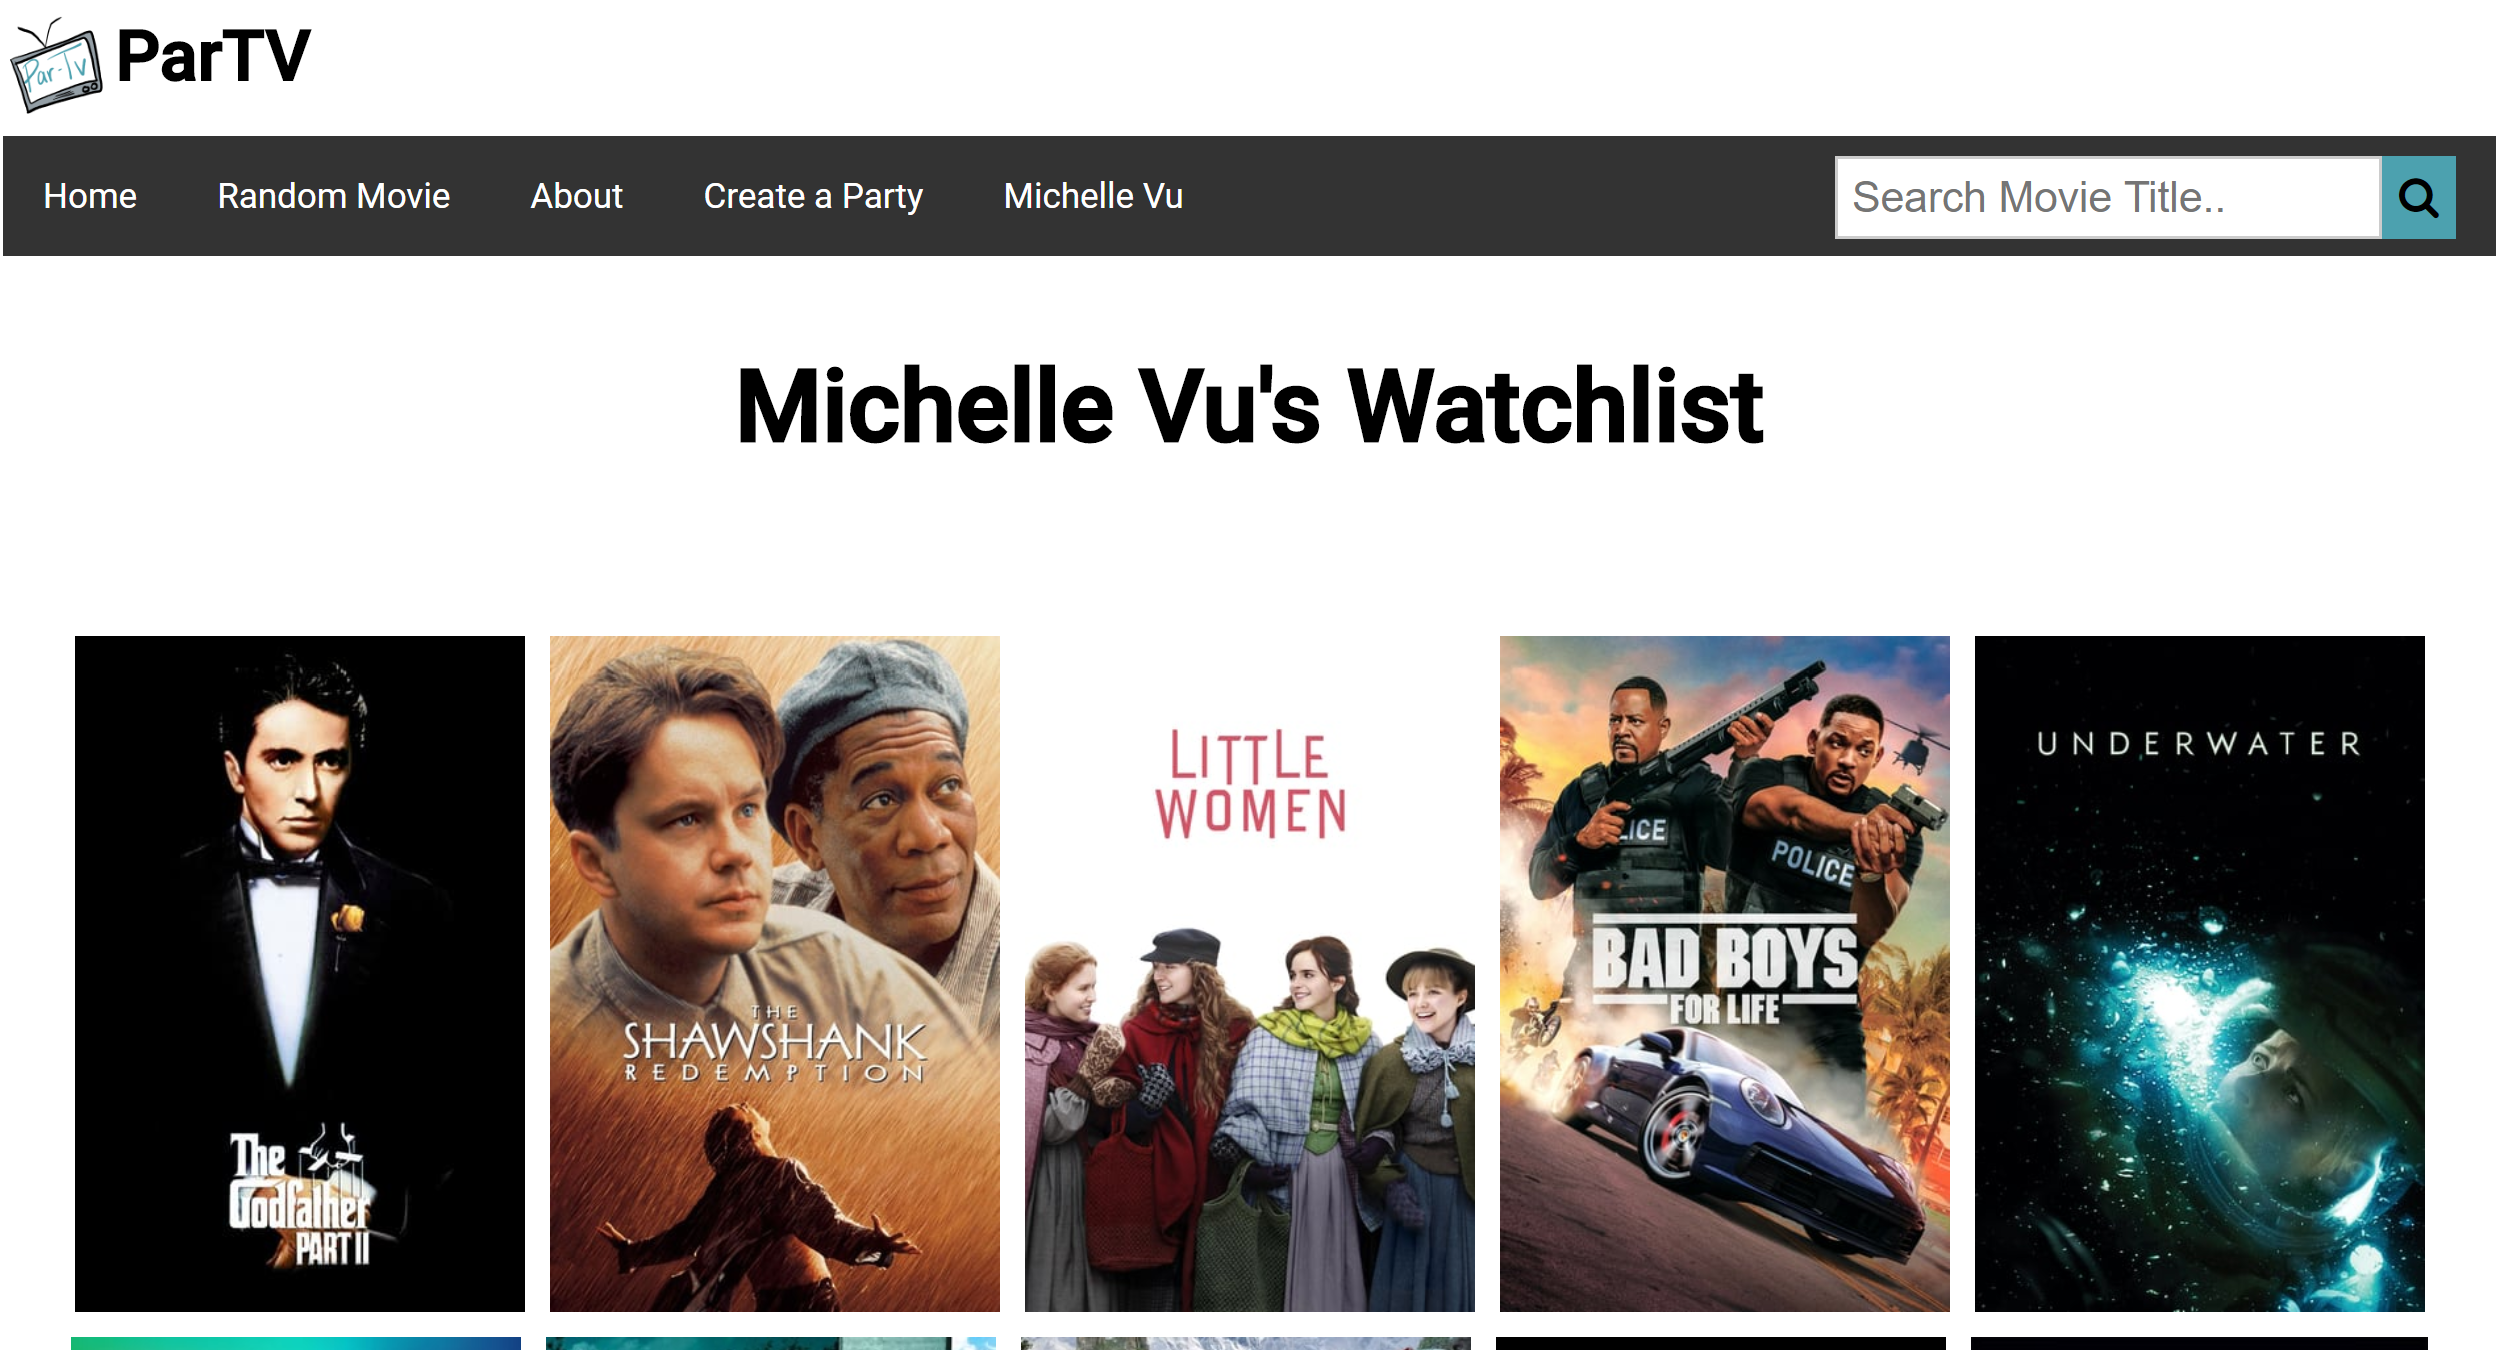 Par-Tv
ParTV
Home
Random Movie
About
Create a Party
Michelle Vu
Search Movie Title..
Michelle Vu's Watchlist
The
Godfather
PART II
THE
SHAWSHANK
REDEMPTION
LITTLE
WOMEN
LICE
POLICE
BAD BOYS
FOR LIFE
UNDERWATER